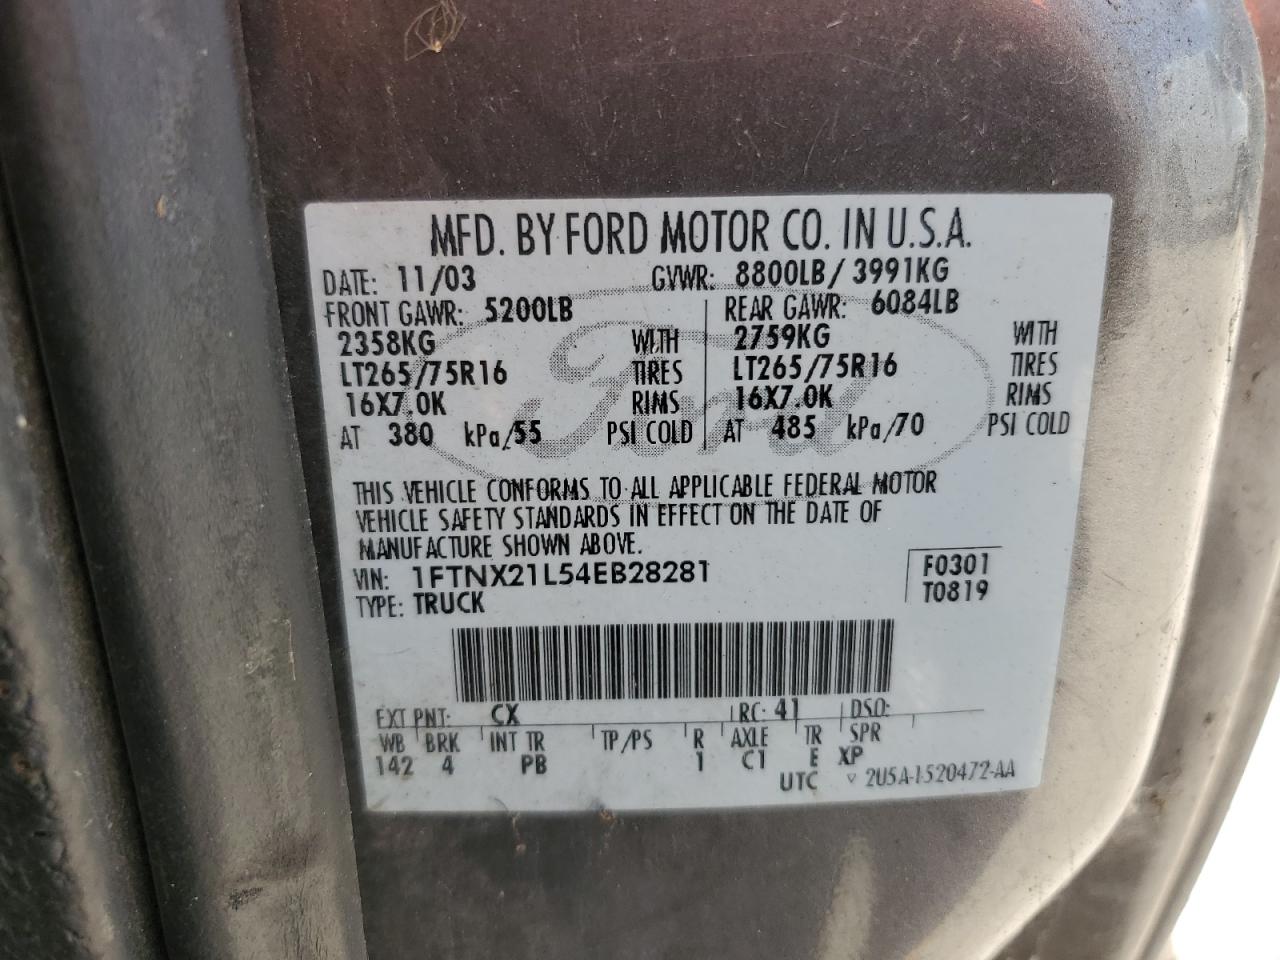 MFD. BY FORD MOTOR CO. IN U.S.A.
DATE: 11/03 GVWR: 8800LB/ 3991KG
FRONT GAWR: 5200LB REAR GAWR: 6084LB
2358KG WITH 2759KG WITH
LT265/75R16 TIRES LT265/75R16 TIRES
16X7.0K RIMS 16X7.0K RIMS
AT 380 kPa/55 PSI COLD AT 485 kPa/70 PSI COLD
Ford
THIS VEHICLE CONFORMS TO ALL APPLICABLE FEDERAL MOTOR
VEHICLE SAFETY STANDARDS IN EFFECT ON THE DATE OF
MANUFACTURE SHOWN ABOVE.
VIN: 1FTNX21L54EB28281 F0301
TYPE: TRUCK T0819
EXT PNT: CX RC: 41 DSO:
WB BRK INT TR TP/PS R AXLE TR SPR
142 4 PB 1 C1 E XP
UTC ▽ 2U5A-1520472-AA